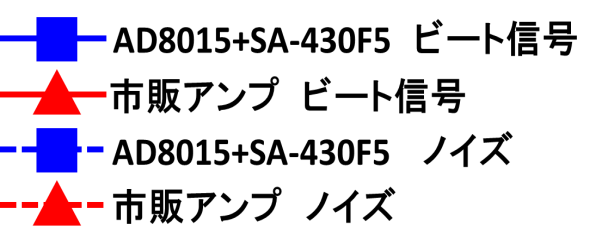 AD8015+SA-430F5 ビート信号
市販アンプ ビート信号
AD8015+SA-430F5 ノイズ
市販アンプ ノイズ